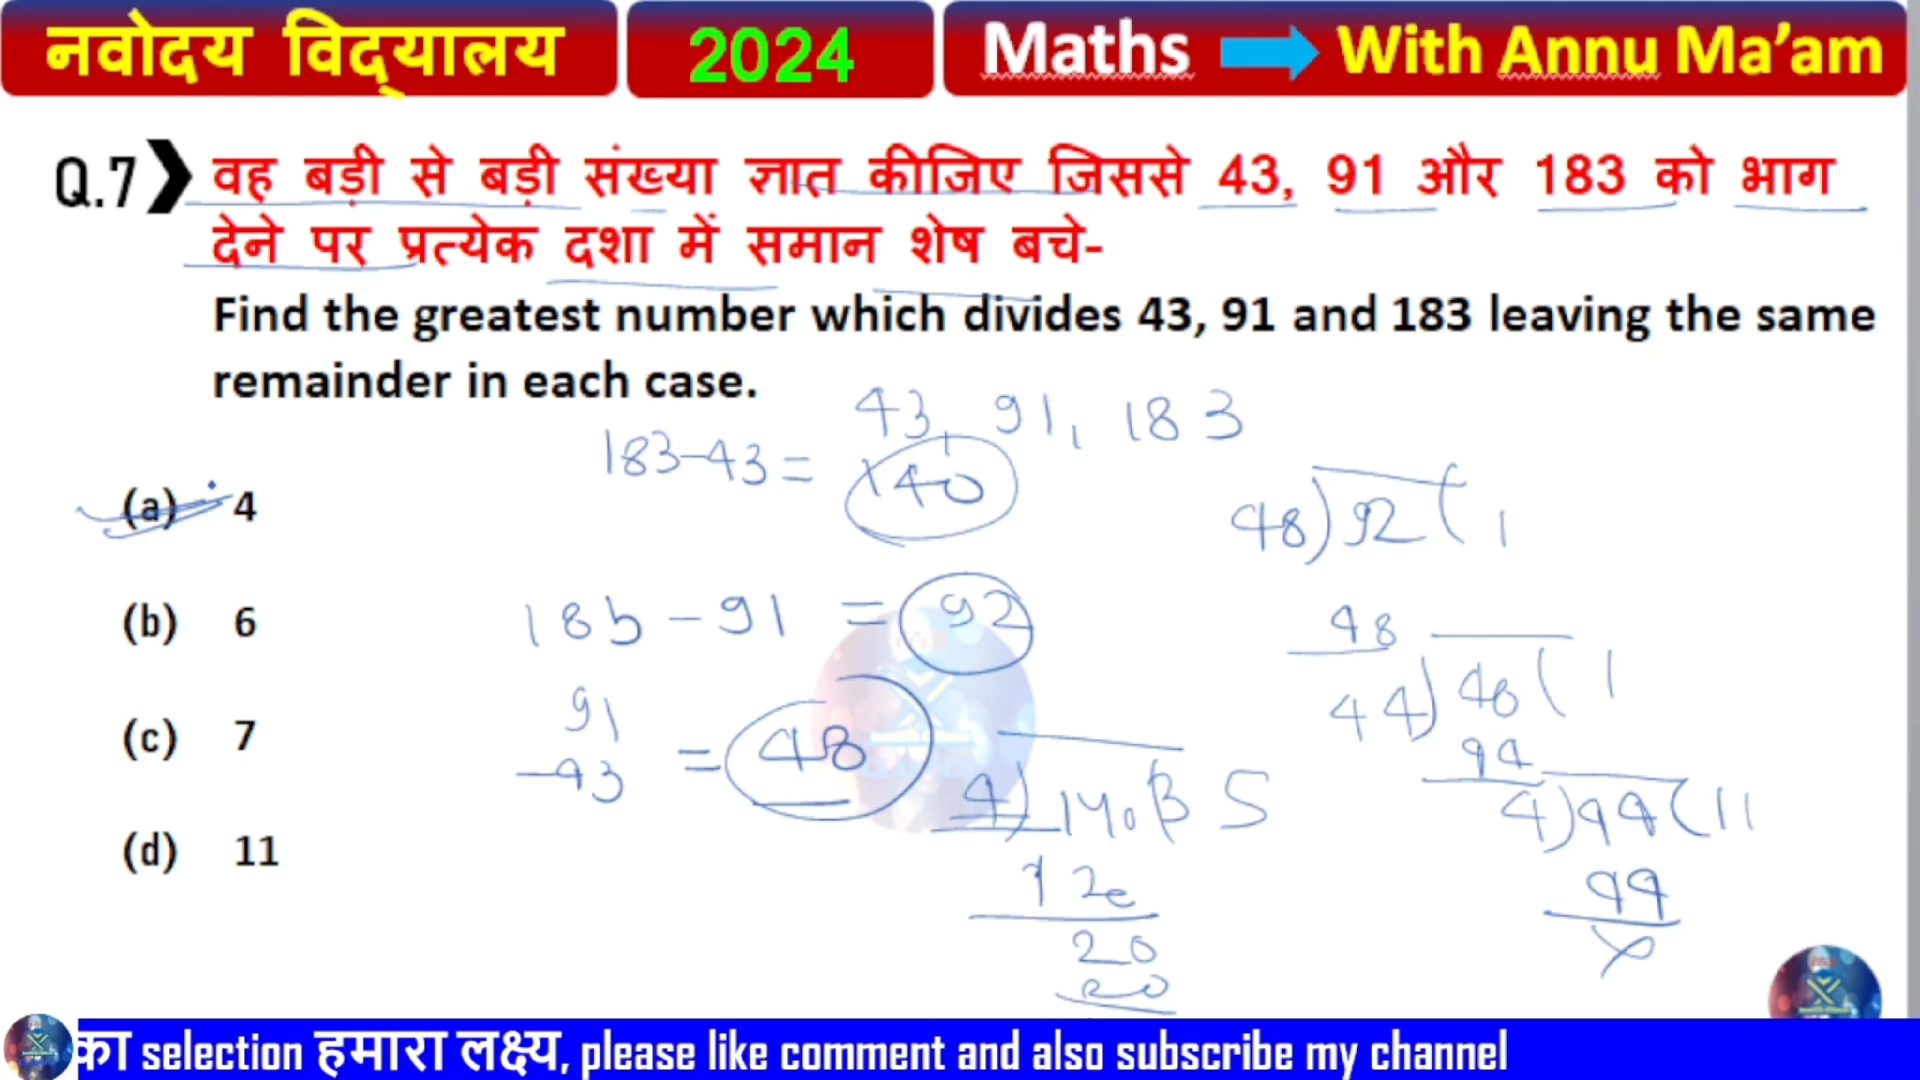 नवोदय विद्यालय 2024 Maths With Annu Ma’am
Q.7 वह बड़ी से बड़ी संख्या ज्ञात कीजिए जिससे 43, 91 और 183 को भाग
देने पर प्रत्येक दशा में समान शेष बचे-
Find the greatest number which divides 43, 91 and 183 leaving the same
remainder in each case.
43, 91, 183
183-43 = 140
(a) 4
48)92(1
183 - 91 = 92
48
(b) 6
44)48(1
44
91
-43 = 48
(c) 7
4)140(35
12
20
20
4)44(11
44
(d) 11
का selection हमारा लक्ष्य, please like comment and also subscribe my channel